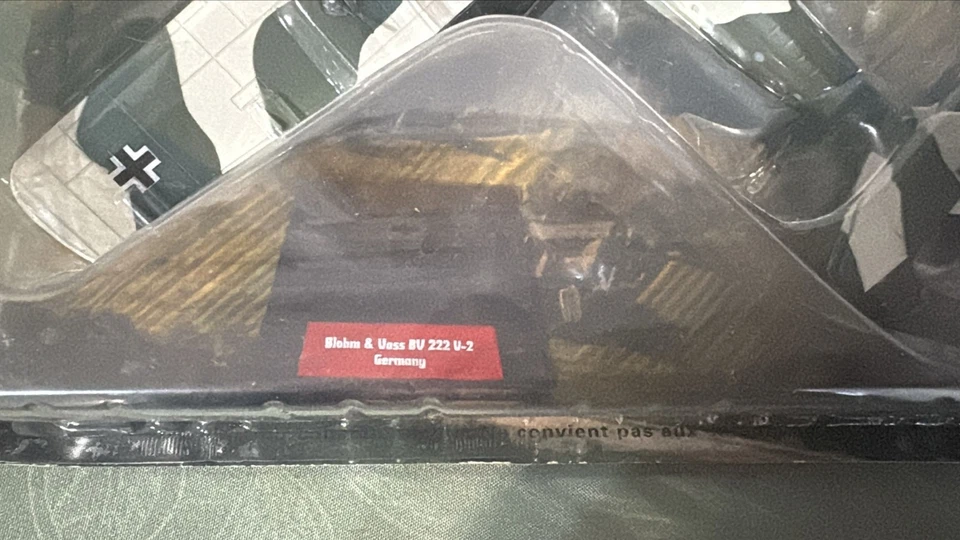 Blohm & Voss BV 222 V-2
Germany
convient pas aux